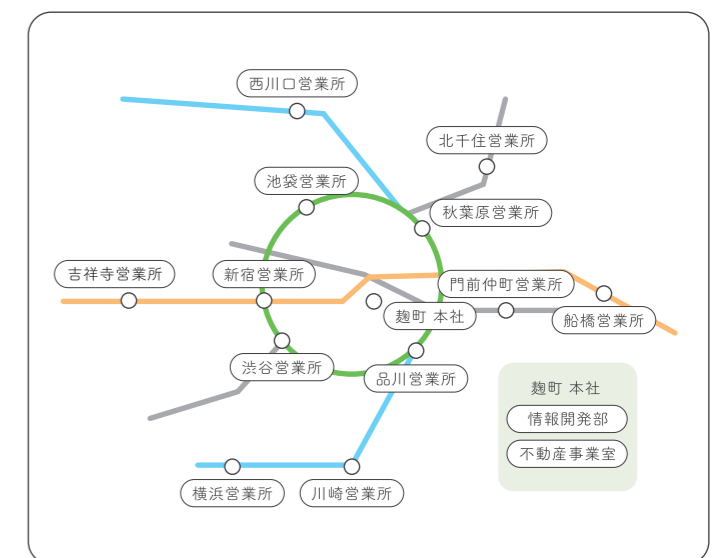 西川口営業所
北千住営業所
池袋営業所
秋葉原営業所
吉祥寺営業所
新宿営業所
門前仲町営業所
麹町 本社
船橋営業所
渋谷営業所
品川営業所
麹町 本社
情報開発部
不動産事業室
横浜営業所
川崎営業所